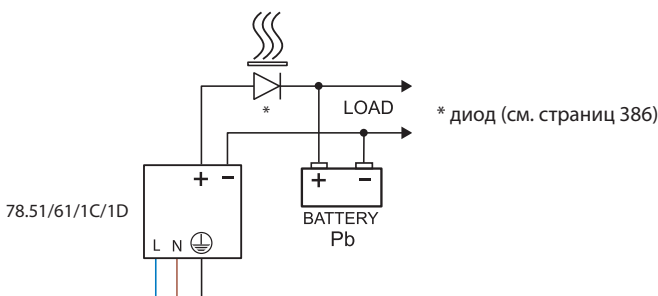 *
LOAD
* диод (см. страниц 386)
+ −
+ −
78.51/61/1C/1D
BATTERY
L N
Pb